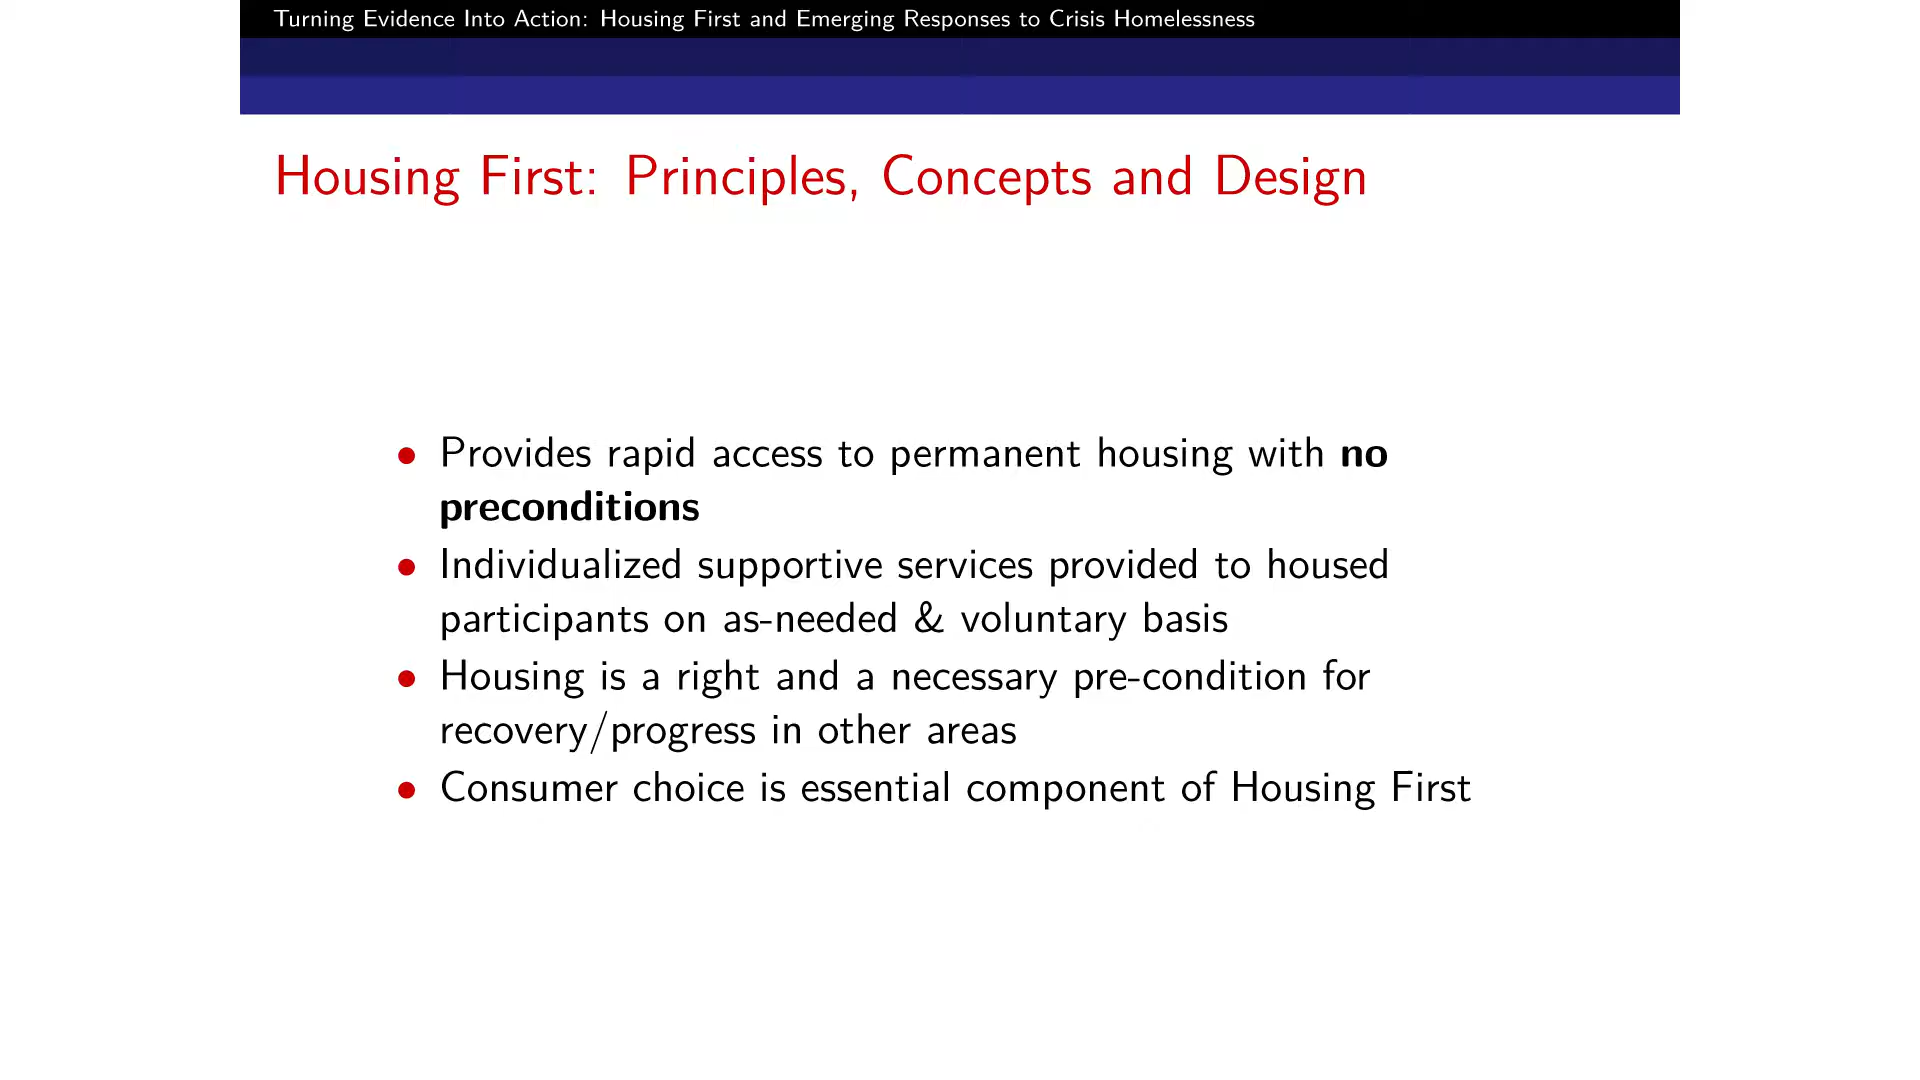 Turning Evidence Into Action: Housing First and Emerging Responses to Crisis Homelessness
Housing First: Principles, Concepts and Design
• Provides rapid access to permanent housing with no
preconditions
• Individualized supportive services provided to housed
participants on as-needed & voluntary basis
• Housing is a right and a necessary pre-condition for
recovery/progress in other areas
• Consumer choice is essential component of Housing First